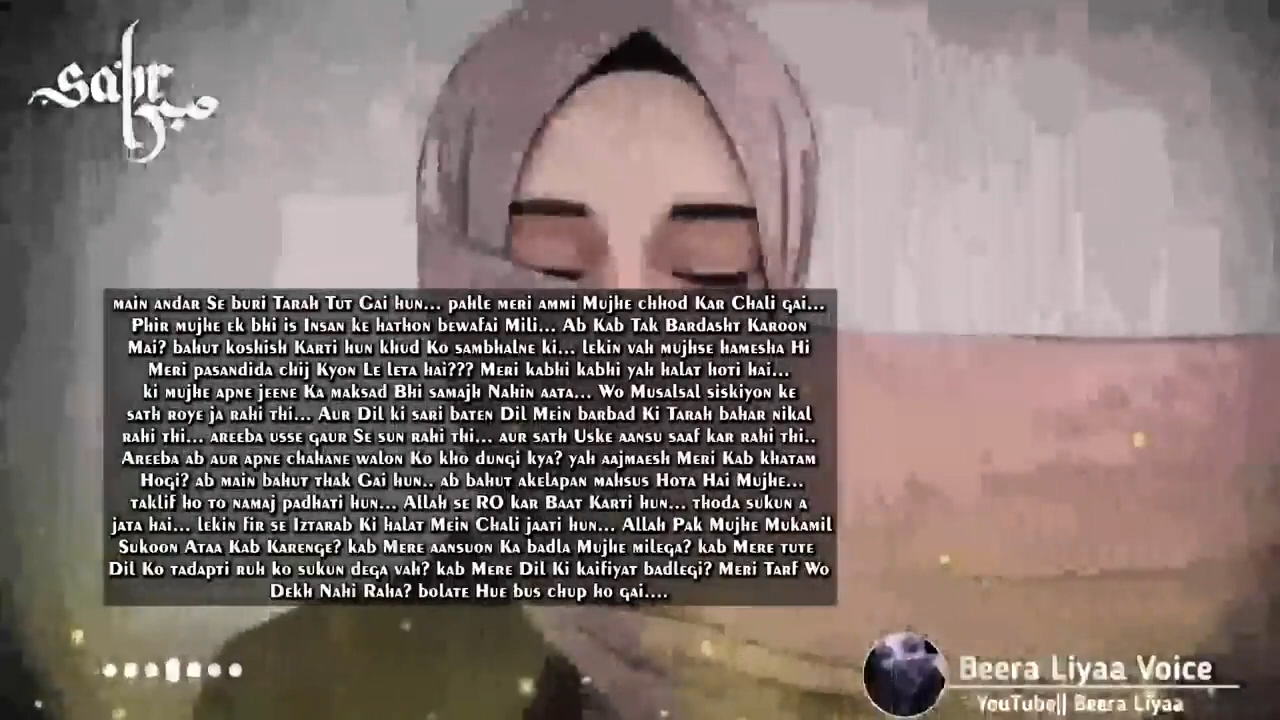 sabr
صبر
main andar Se buri Tarah Tut Gai hun... pahle meri ammi Mujhe chhod Kar Chali gai...
Phir mujhe ek bhi is Insan ke hathon bewafai Mili... Ab Kab Tak Bardasht Karoon
Mai? bahut koshish Karti hun khud Ko sambhalne ki... lekin vah mujhse hamesha Hi
Meri pasandida chij Kyon Le leta hai??? Meri kabhi kabhi yah halat hoti hai...
ki mujhe apne jeene Ka maksad Bhi samajh Nahin aata... Wo Musalsal siskiyon ke
sath roye ja rahi thi... Aur Dil ki sari baten Dil Mein barbad Ki Tarah bahar nikal
rahi thi... areeba usse gaur Se sun rahi thi... aur sath Uske aansu saaf kar rahi thi..
Areeba ab aur apne chahane walon Ko kho dungi kya? yah aajmaesh Meri Kab khatam
Hogi? ab main bahut thak Gai hun.. ab bahut akelapan mahsus Hota Hai Mujhe...
taklif ho to namaj padhati hun... Allah se RO kar Baat Karti hun... thoda sukun a
jata hai... lekin fir se Iztarab Ki halat Mein Chali jaati hun... Allah Pak Mujhe Mukamil
Sukoon Ataa Kab Karenge? kab Mere aansuon Ka badla Mujhe milega? kab Mere tute
Dil Ko tadapti ruh ko sukun dega vah? kab Mere Dil Ki kaifiyat badlegi? Meri Tarf Wo
Dekh Nahi Raha? bolate Hue bus chup ho gai....
Beera Liyaa Voice
YouTube|| Beera Liyaa